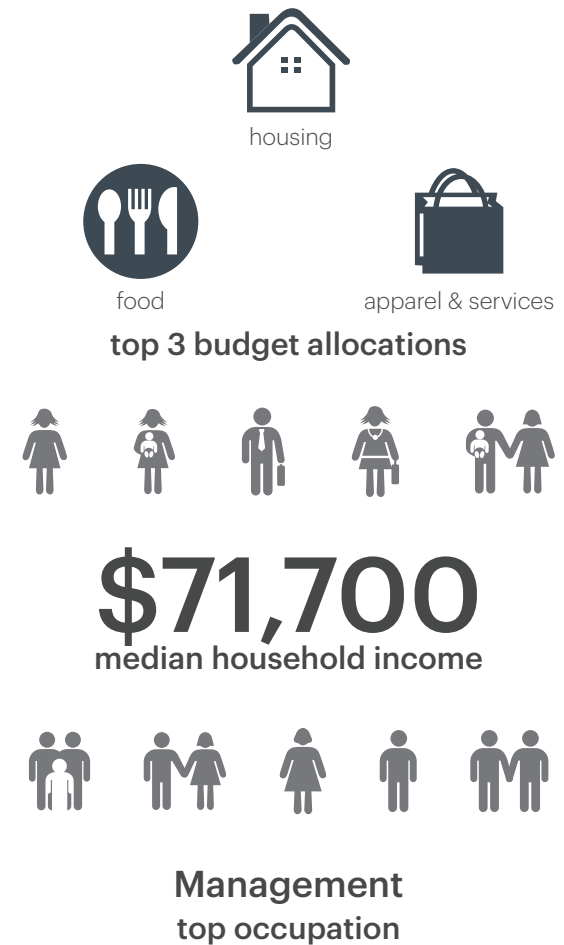 housing
food
apparel & services
top 3 budget allocations
$71,700
median household income
Management
top occupation